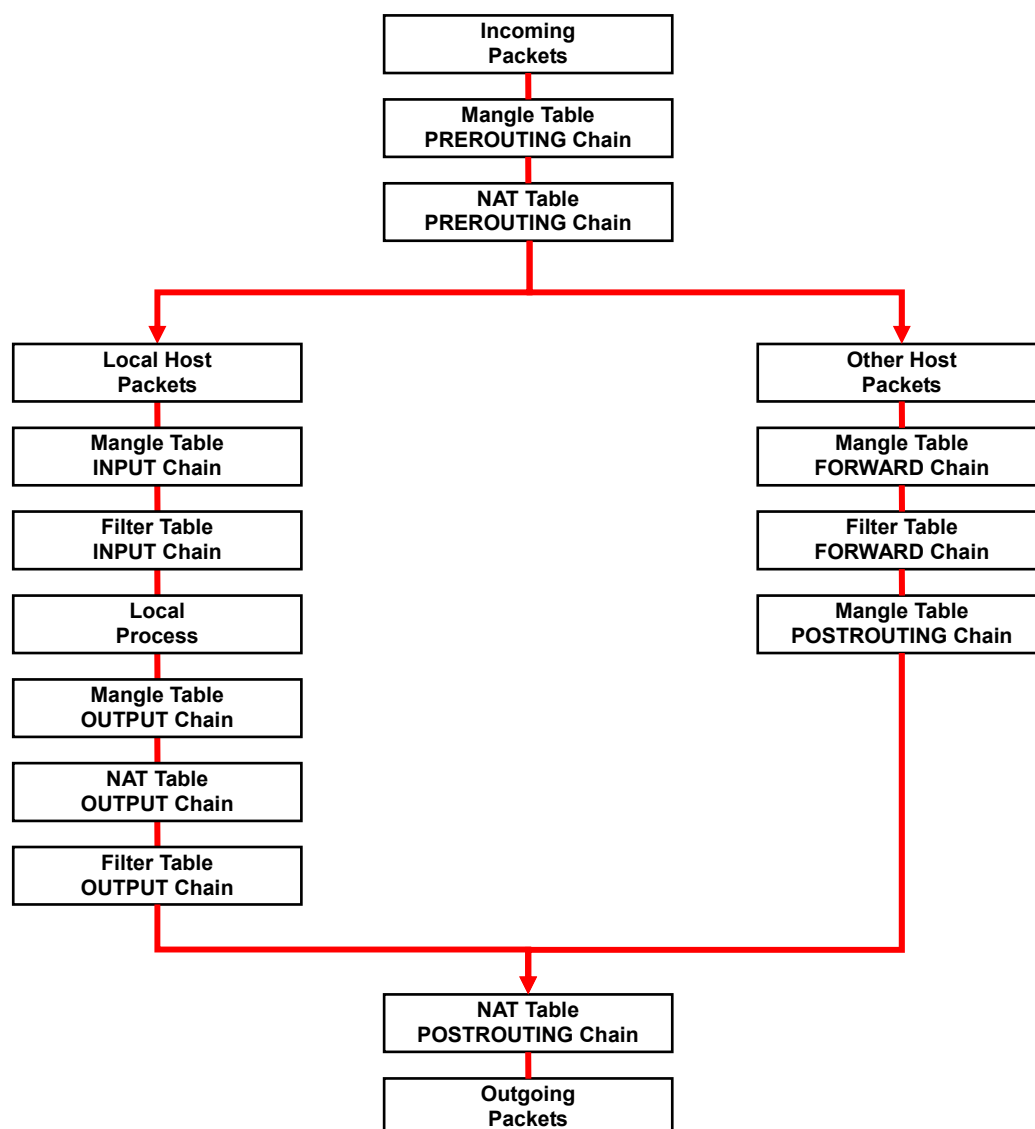 Incoming
Packets
Mangle Table
PREROUTING Chain
NAT Table
PREROUTING Chain
Local Host
Packets
Mangle Table
INPUT Chain
Filter Table
INPUT Chain
Local
Process
Mangle Table
OUTPUT Chain
NAT Table
OUTPUT Chain
Filter Table
OUTPUT Chain
Other Host
Packets
Mangle Table
FORWARD Chain
Filter Table
FORWARD Chain
Mangle Table
POSTROUTING Chain
NAT Table
POSTROUTING Chain
Outgoing
Packets